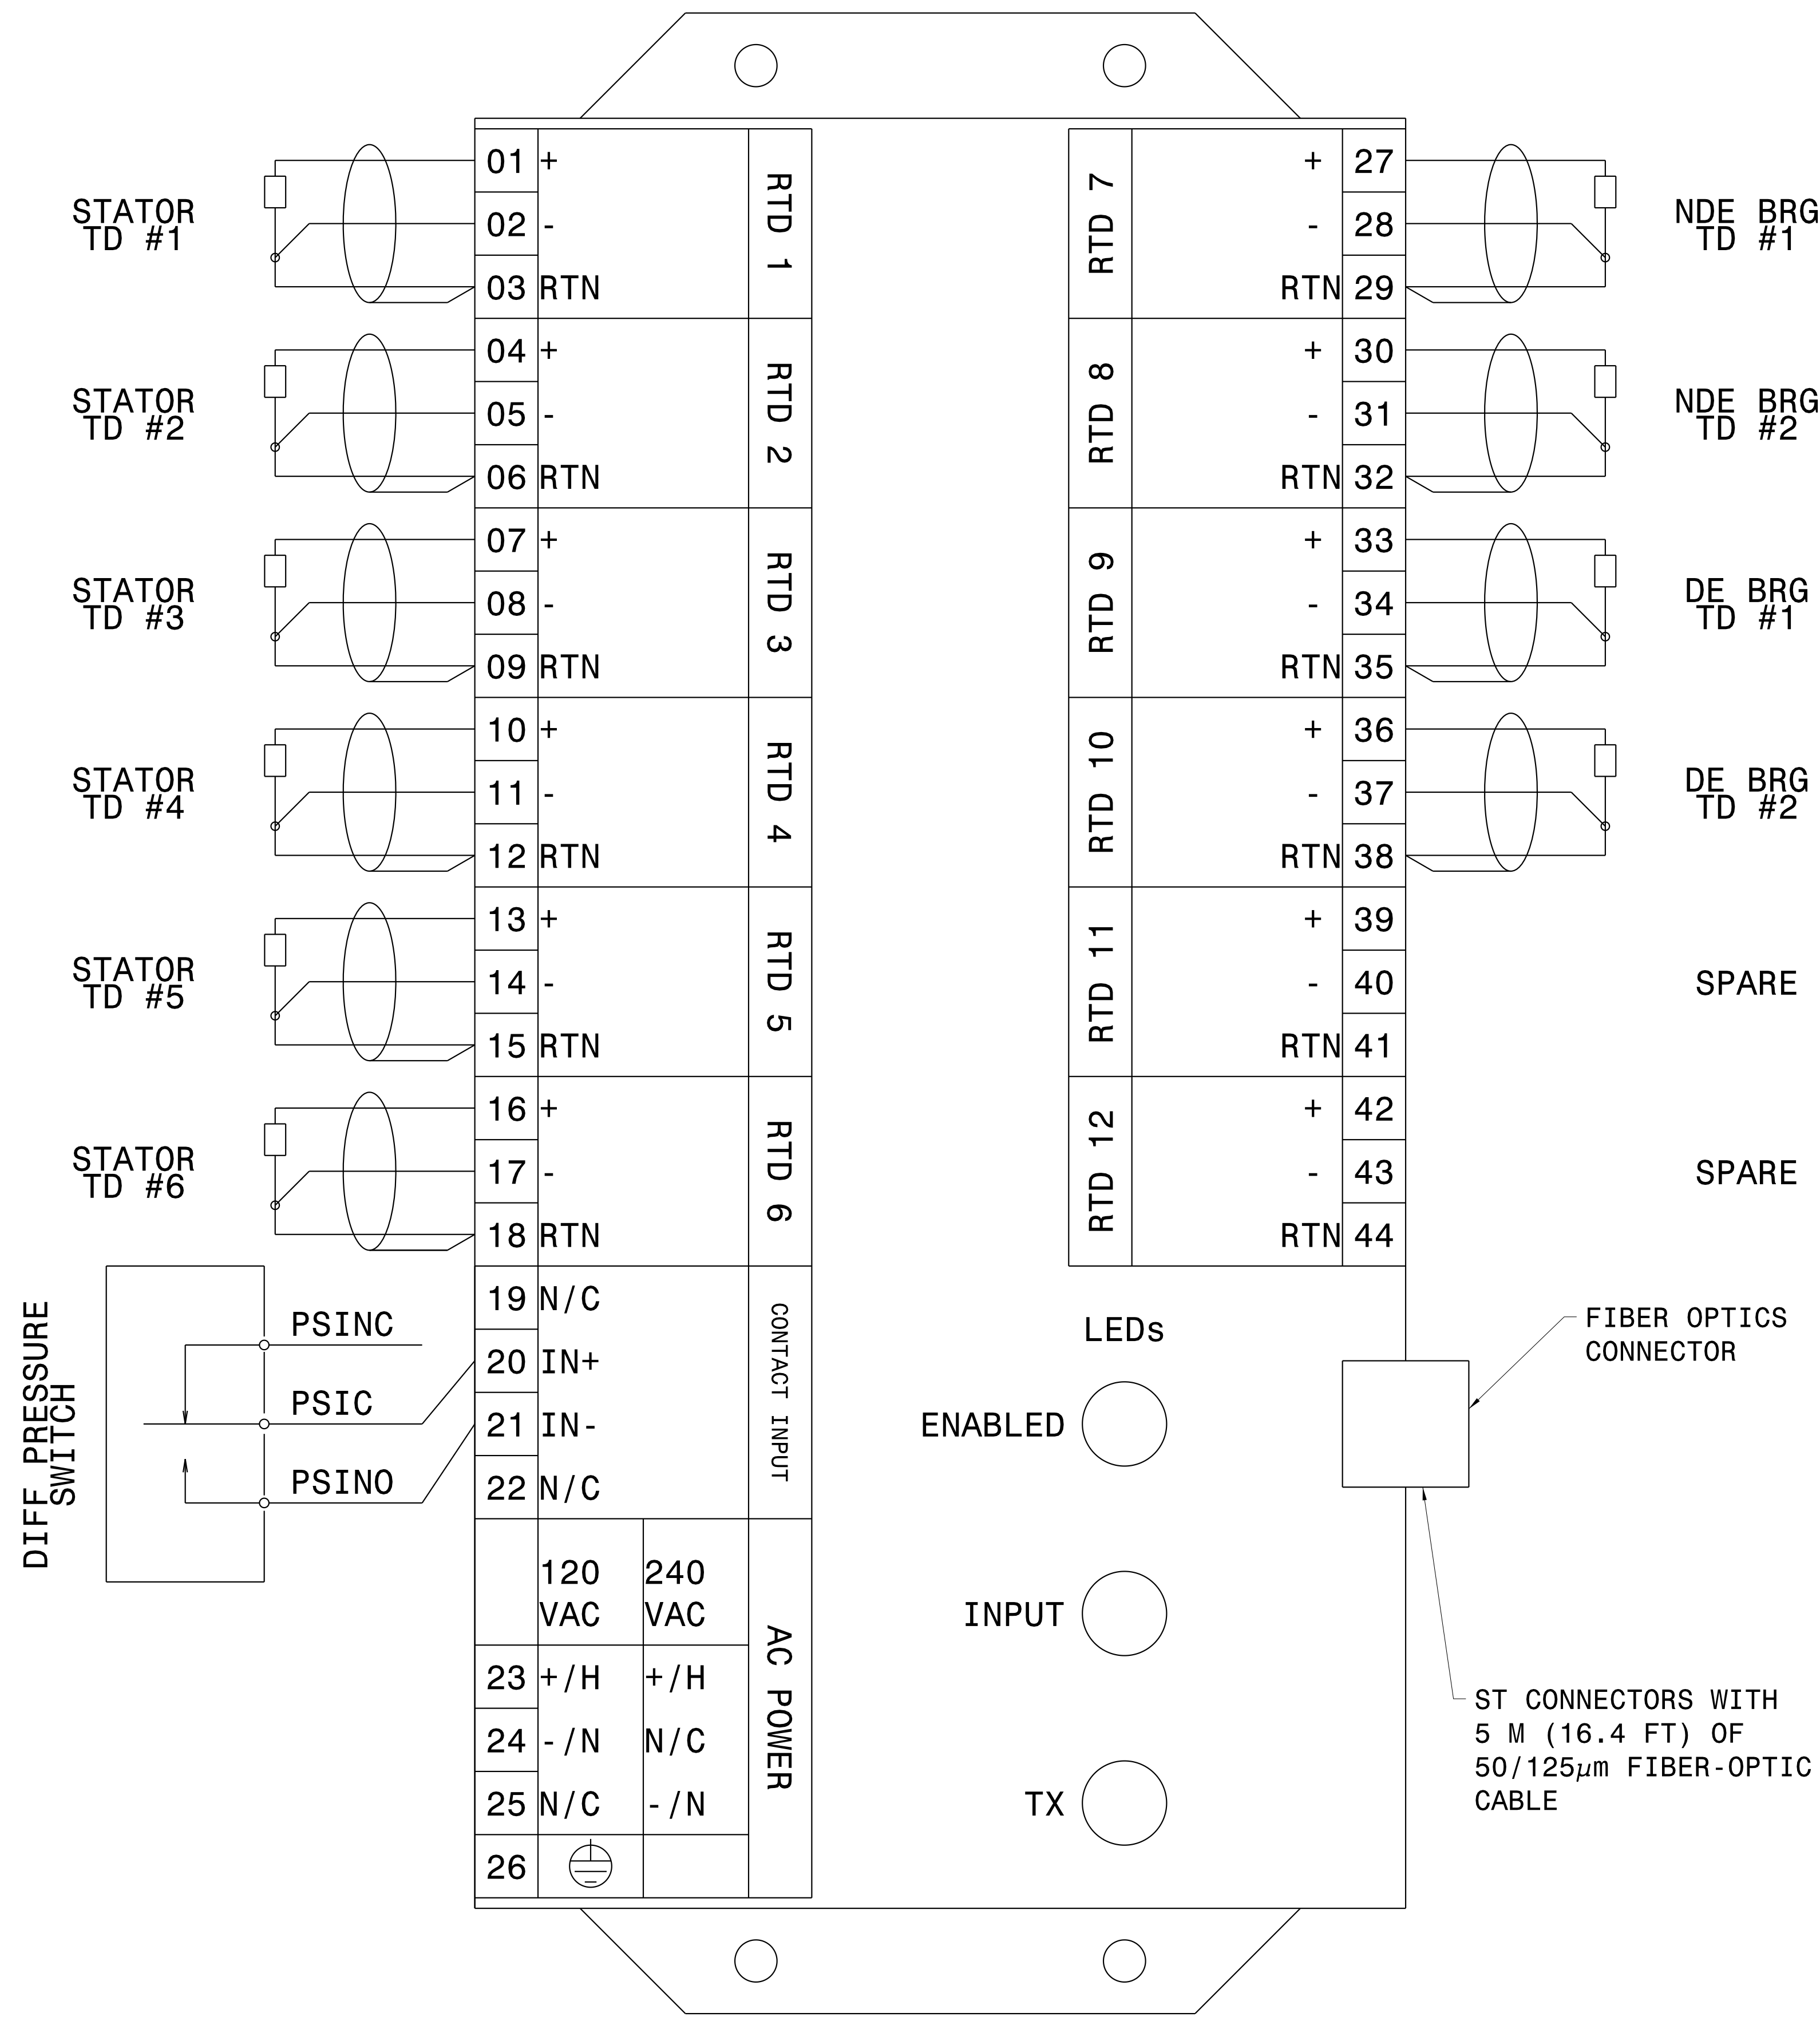 STATOR
TD #1
01 +
02 -
03 RTN
RTD 1
STATOR
TD #2
04 +
05 -
06 RTN
RTD 2
STATOR
TD #3
07 +
08 -
09 RTN
RTD 3
STATOR
TD #4
10 +
11 -
12 RTN
RTD 4
STATOR
TD #5
13 +
14 -
15 RTN
RTD 5
STATOR
TD #6
16 +
17 -
18 RTN
RTD 6
DIFF PRESSURE
SWITCH
PSINC
PSIC
PSINO
19 N/C
20 IN+
21 IN-
22 N/C
CONTACT INPUT
120 240
VAC VAC
23 +/H +/H
24 -/N N/C
25 N/C -/N
26
AC POWER
RTD 7
+ 27
- 28
RTN 29
NDE BRG
TD #1
RTD 8
+ 30
- 31
RTN 32
NDE BRG
TD #2
RTD 9
+ 33
- 34
RTN 35
DE BRG
TD #1
RTD 10
+ 36
- 37
RTN 38
DE BRG
TD #2
RTD 11
+ 39
- 40
RTN 41
SPARE
RTD 12
+ 42
- 43
RTN 44
SPARE
LEDs
ENABLED
INPUT
TX
FIBER OPTICS
CONNECTOR
ST CONNECTORS WITH
5 M (16.4 FT) OF
50/125µm FIBER-OPTIC
CABLE